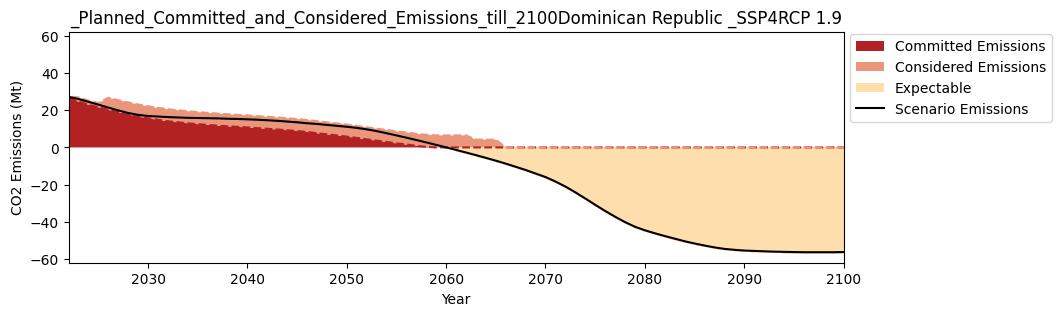 _Planned_Committed_and_Considered_Emissions_till_2100Dominican Republic _SSP4RCP 1.9
CO2 Emissions (Mt)
60
40
20
0
−20
−40
−60
2030
2040
2050
2060
2070
2080
2090
2100
Year
Committed Emissions
Considered Emissions
Expectable
Scenario Emissions